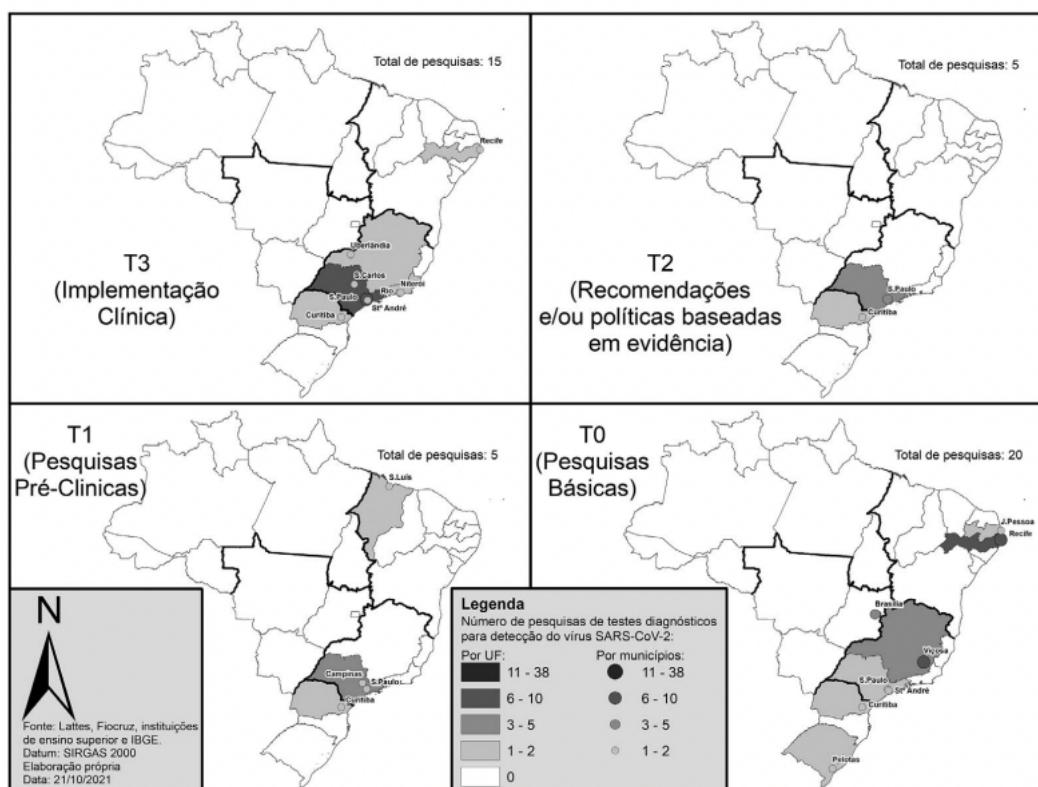 Total de pesquisas: 15
Recife
Uberlândia
S.Carlos
Rio
Niterói
S.Paulo
Stº André
Curitiba
T3
(Implementação
Clínica)
Total de pesquisas: 5
S.Paulo
Curitiba
T2
(Recomendações
e/ou políticas baseadas
em evidência)
T1
(Pesquisas
Pré-Clinicas)
Total de pesquisas: 5
S.Luís
Campinas
S.Paulo
Curitiba
T0
(Pesquisas
Básicas)
Total de pesquisas: 20
J.Pessoa
Recife
Brasília
Viçosa
S.Paulo
Stº André
Curitiba
Pelotas
N
Fonte: Lattes, Fiocruz, instituições
de ensino superior e IBGE.
Datum: SIRGAS 2000
Elaboração própria
Data: 21/10/2021
Legenda
Número de pesquisas de testes diagnósticos
para detecção do vírus SARS-CoV-2:
Por UF: Por municípios:
11 - 38 11 - 38
6 - 10 6 - 10
3 - 5 3 - 5
1 - 2 1 - 2
0